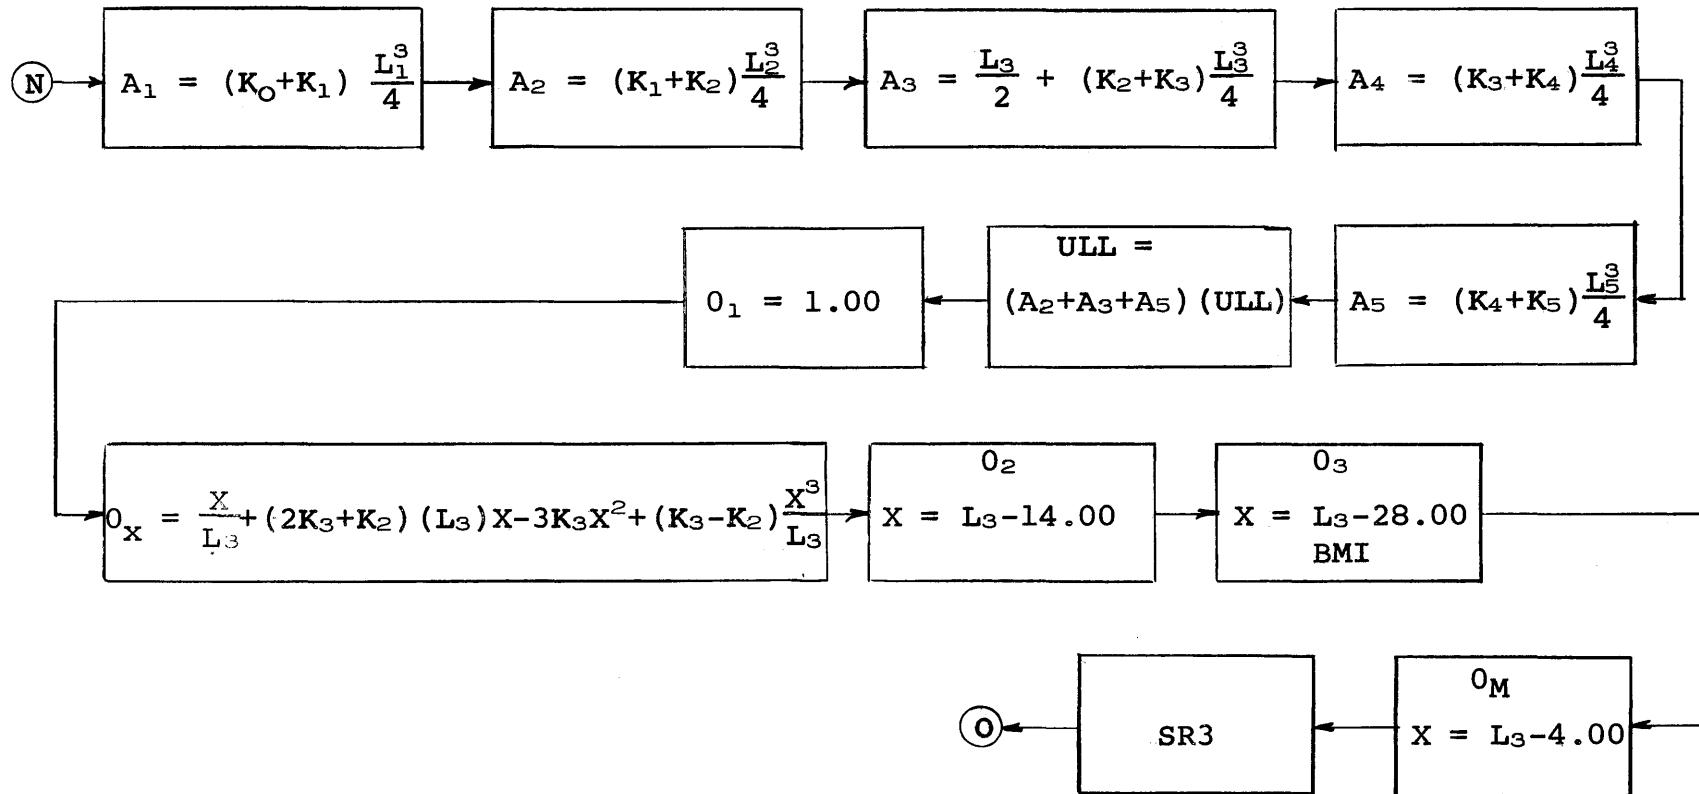 N
A₁ = (K₀+K₁) L₁³/4
A₂ = (K₁+K₂) L₂³/4
A₃ = L₃/2 + (K₂+K₃) L₃³/4
A₄ = (K₃+K₄) L₄³/4
A₅ = (K₄+K₅) L₅³/4
ULL =
(A₂+A₃+A₅)(ULL)
0₁ = 1.00
0ₓ = X/L₃+(2K₃+K₂)(L₃)X-3K₃X²+(K₃-K₂)X³/L₃
0₂
X = L₃-14.00
0₃
X = L₃-28.00
BMI
0_M
X = L₃-4.00
SR3
O